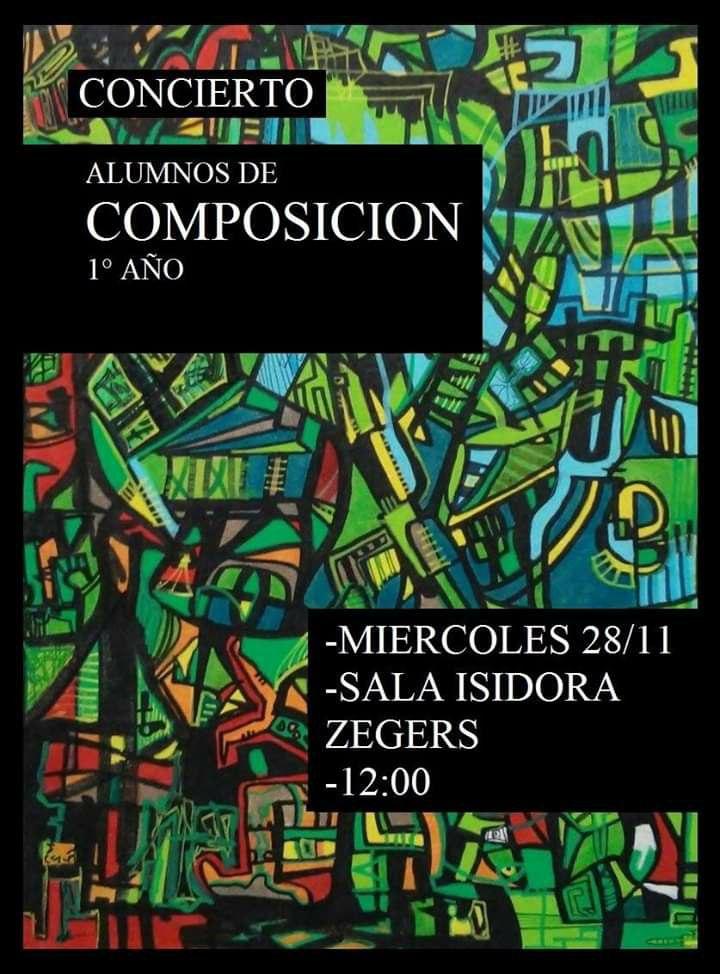 CONCIERTO
ALUMNOS DE
COMPOSICION
1° AÑO
-MIERCOLES 28/11
-SALA ISIDORA
ZEGERS
-12:00